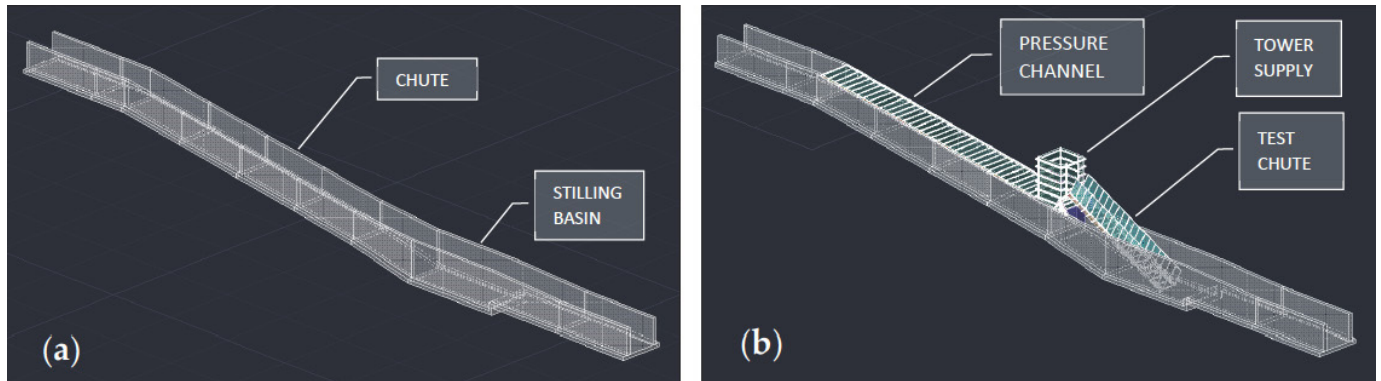 CHUTE
STILLING
BASIN
(a)
PRESSURE
CHANNEL
TOWER
SUPPLY
TEST
CHUTE
(b)